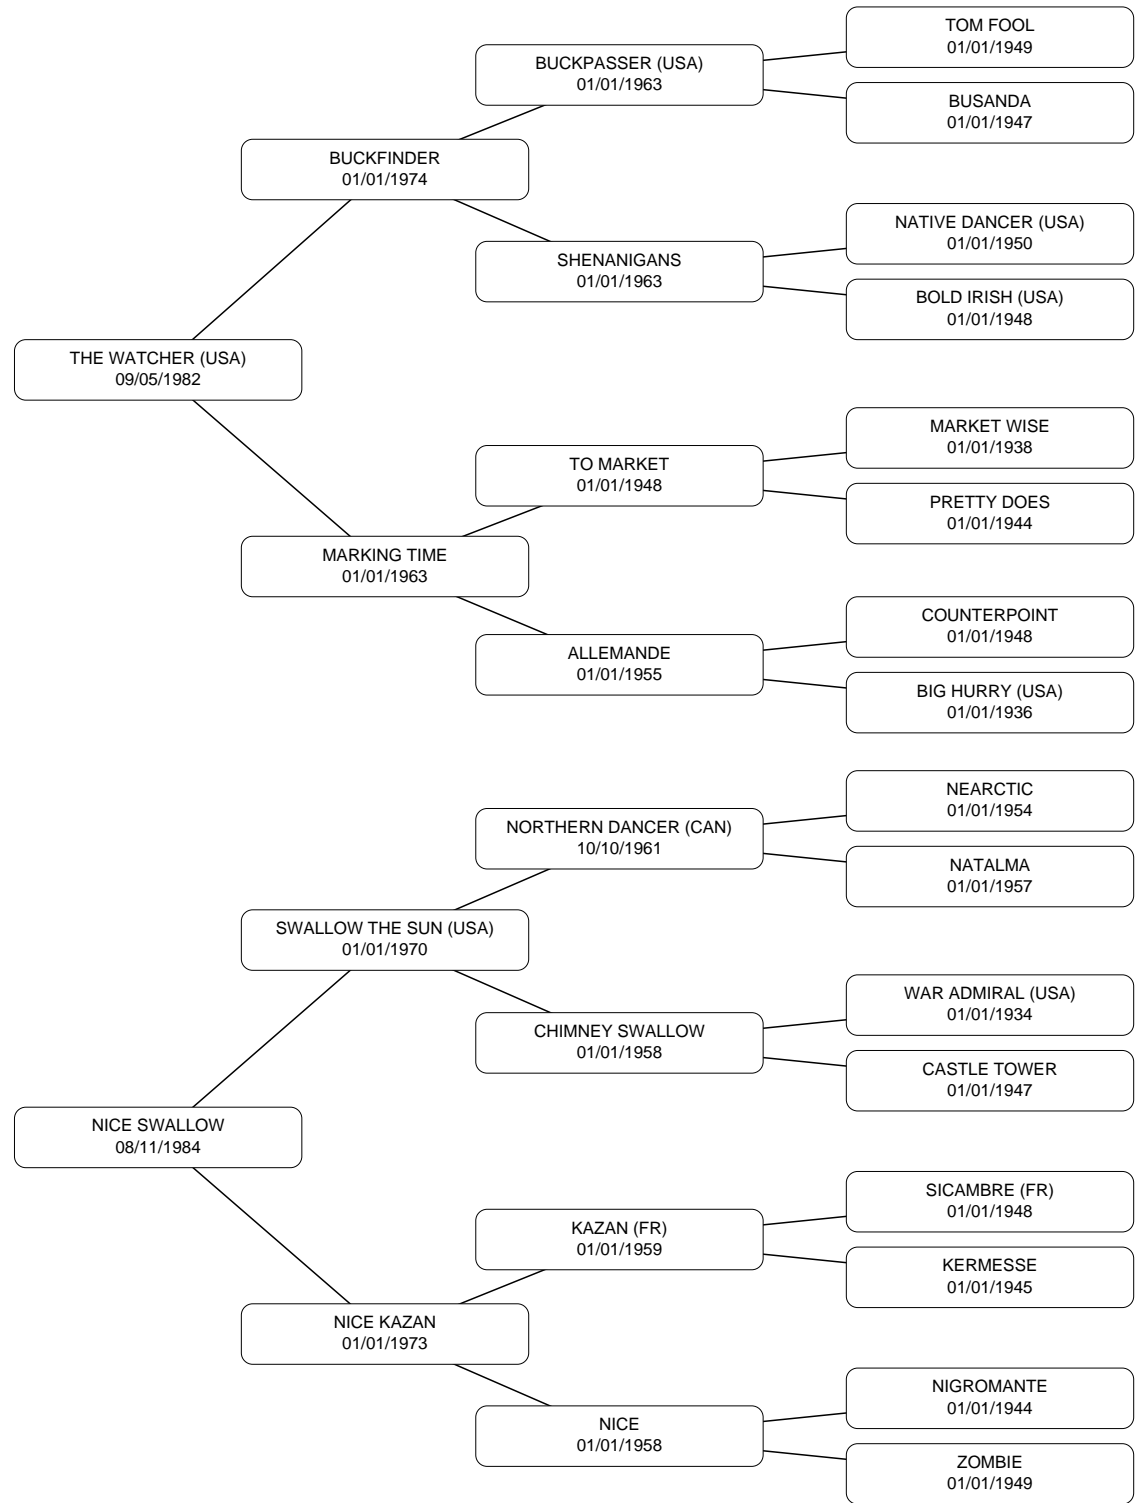 TOM FOOL
01/01/1949
BUCKPASSER (USA)
01/01/1963
BUSANDA
01/01/1947
BUCKFINDER
01/01/1974
NATIVE DANCER (USA)
01/01/1950
SHENANIGANS
01/01/1963
BOLD IRISH (USA)
01/01/1948
THE WATCHER (USA)
09/05/1982
MARKET WISE
01/01/1938
TO MARKET
01/01/1948
PRETTY DOES
01/01/1944
MARKING TIME
01/01/1963
COUNTERPOINT
01/01/1948
ALLEMANDE
01/01/1955
BIG HURRY (USA)
01/01/1936
NEARCTIC
01/01/1954
NORTHERN DANCER (CAN)
10/10/1961
NATALMA
01/01/1957
SWALLOW THE SUN (USA)
01/01/1970
WAR ADMIRAL (USA)
01/01/1934
CHIMNEY SWALLOW
01/01/1958
CASTLE TOWER
01/01/1947
NICE SWALLOW
08/11/1984
SICAMBRE (FR)
01/01/1948
KAZAN (FR)
01/01/1959
KERMESSE
01/01/1945
NICE KAZAN
01/01/1973
NIGROMANTE
01/01/1944
NICE
01/01/1958
ZOMBIE
01/01/1949